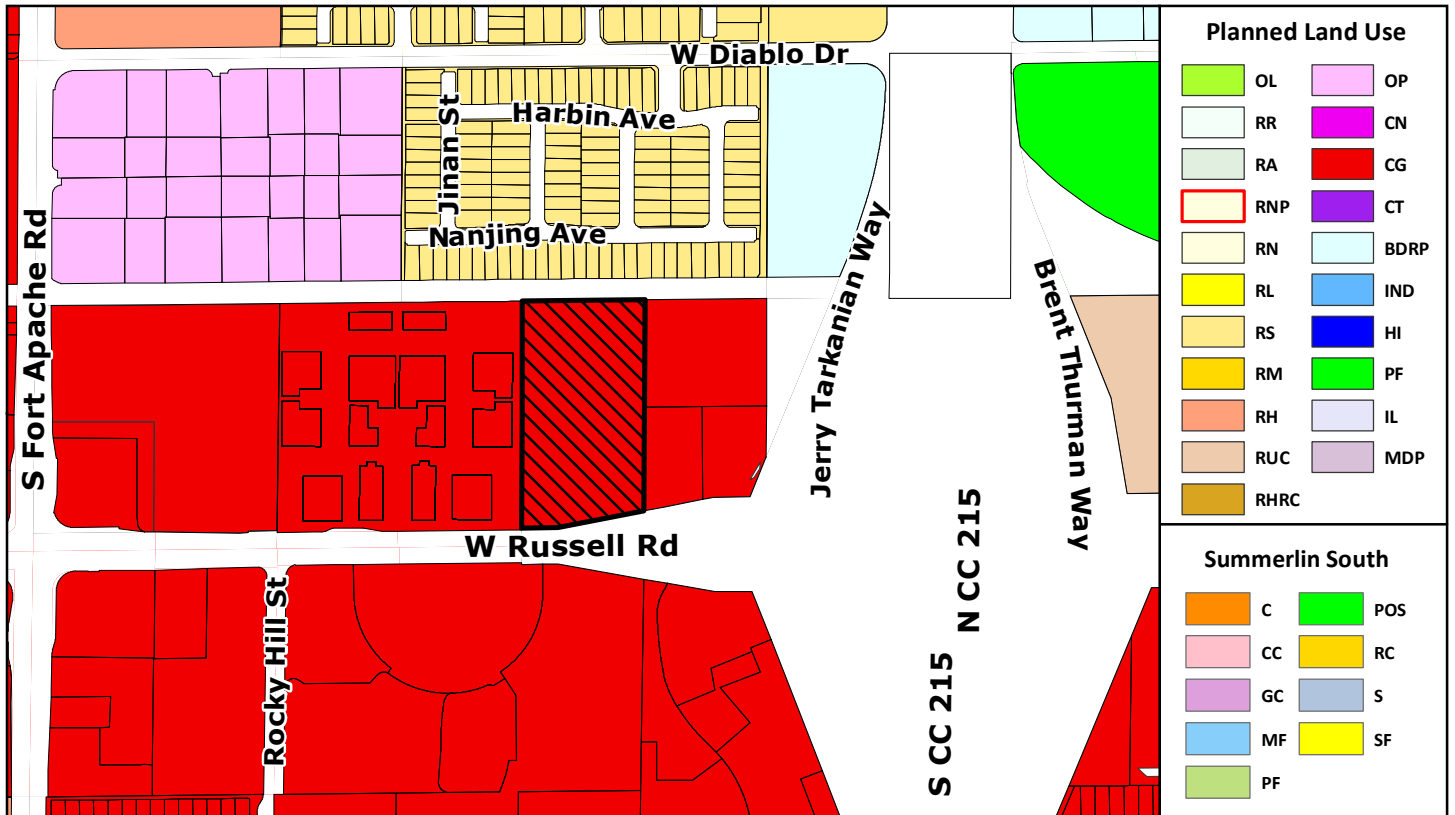 W Diablo Dr
Harbin Ave
Jinan St
Nanjing Ave
S Fort Apache Rd
Jerry Tarkanian Way
Brent Thurman Way
W Russell Rd
Rocky Hill St
N CC 215
S CC 215
Planned Land Use
OL OP
RR CN
RA CG
RNP CT
RN BDRP
RL IND
RS HI
RM PF
RH IL
RUC MDP
RHRC
Summerlin South
C POS
CC RC
GC S
MF SF
PF